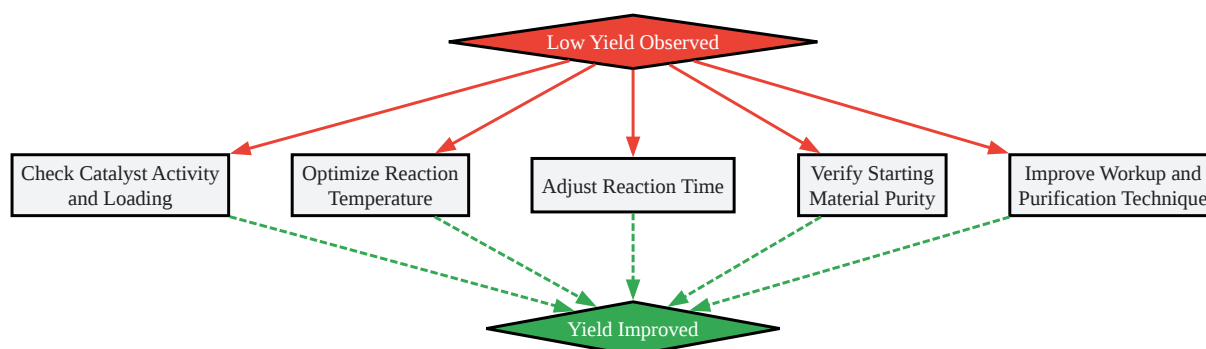 Low Yield Observed
Check Catalyst Activity
and Loading
Optimize Reaction
Temperature
Adjust Reaction Time
Verify Starting
Material Purity
Improve Workup and
Purification Technique
Yield Improved